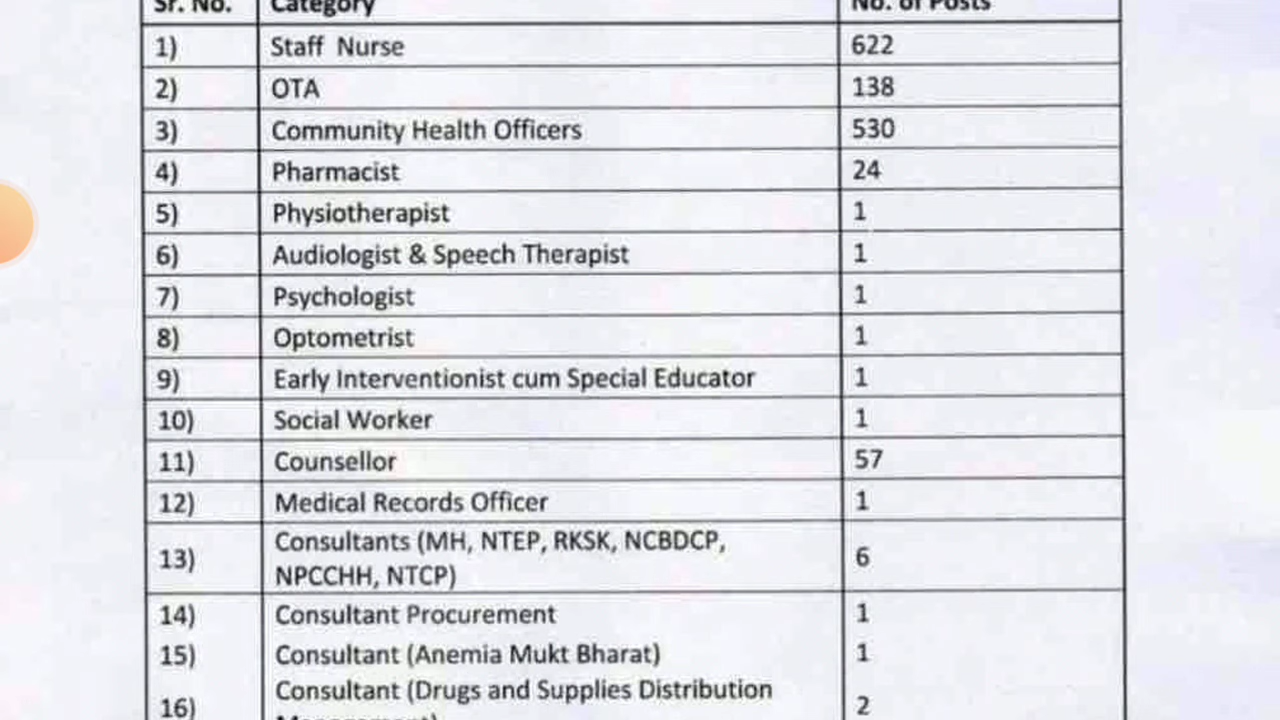 Sr. No. Category No. of Posts
1) Staff Nurse 622
2) OTA 138
3) Community Health Officers 530
4) Pharmacist 24
5) Physiotherapist 1
6) Audiologist & Speech Therapist 1
7) Psychologist 1
8) Optometrist 1
9) Early Interventionist cum Special Educator 1
10) Social Worker 1
11) Counsellor 57
12) Medical Records Officer 1
13) Consultants (MH, NTEP, RKSK, NCBDCP, 6
NPCCHH, NTCP)
14) Consultant Procurement 1
15) Consultant (Anemia Mukt Bharat) 1
16) Consultant (Drugs and Supplies Distribution 2